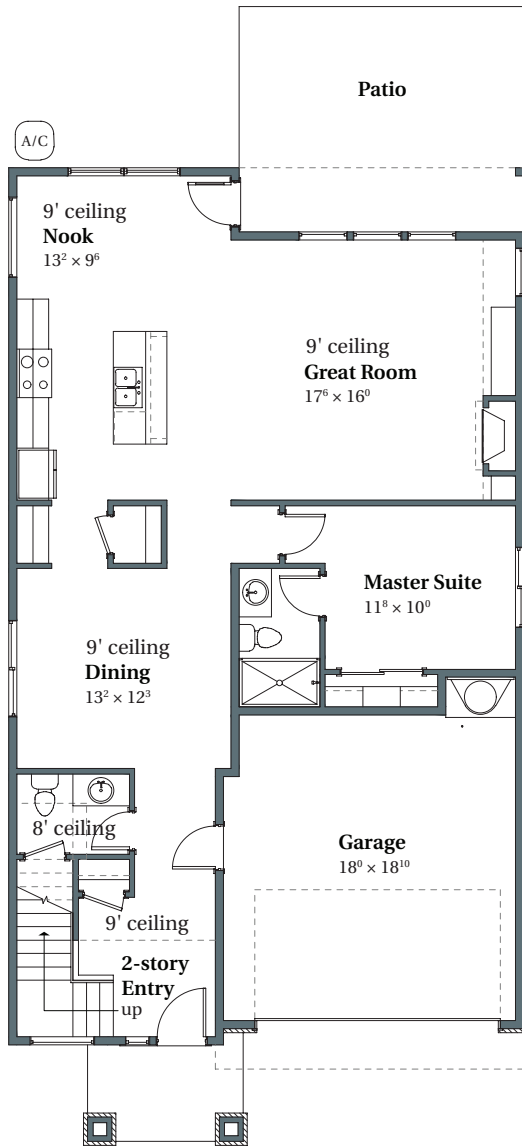 Patio
A/C
9' ceiling
Nook
13² × 9⁶
9' ceiling
Great Room
17⁶ × 16⁰
Master Suite
11⁸ × 10⁰
9' ceiling
Dining
13² × 12³
8' ceiling
Garage
18⁰ × 18¹⁰
9' ceiling
2-story
Entry
up